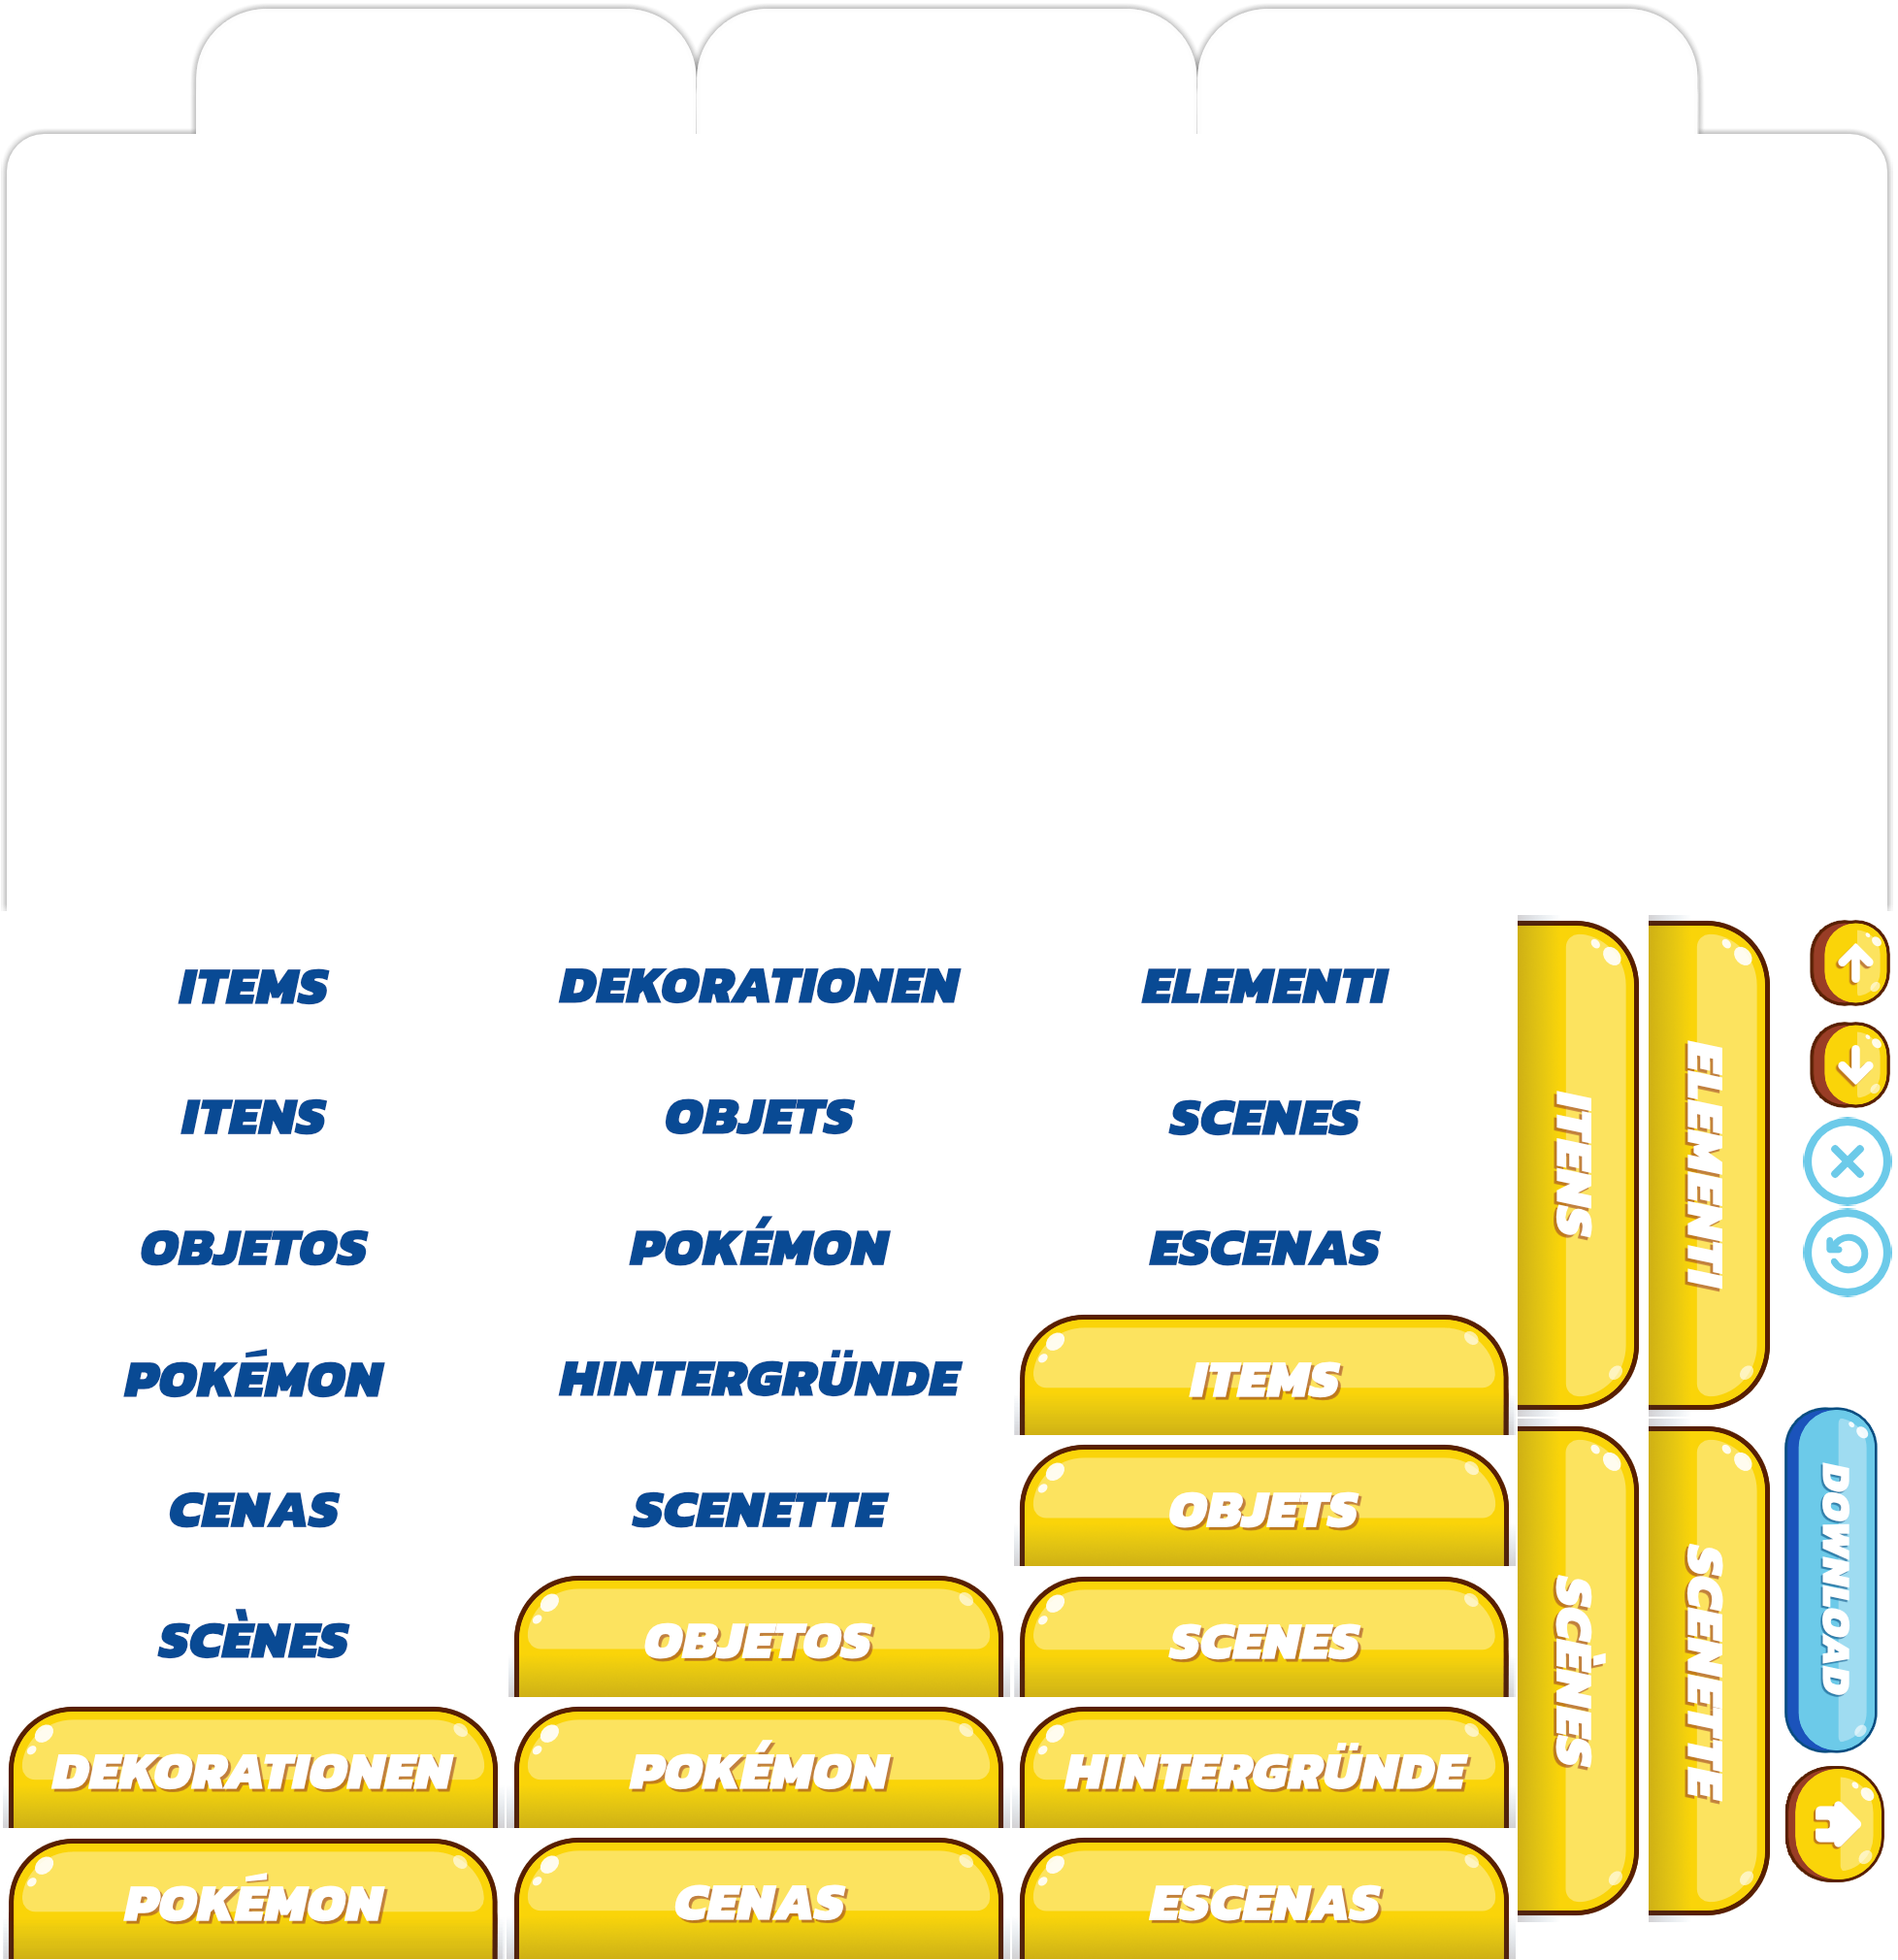 ITEMS
DEKORATIONEN
ELEMENTI
ITENS
OBJETS
SCENES
OBJETOS
POKÉMON
ESCENAS
POKÉMON
HINTERGRÜNDE
ITEMS
CENAS
SCENETTE
OBJETS
SCÈNES
OBJETOS
SCENES
DEKORATIONEN
POKÉMON
HINTERGRÜNDE
POKÉMON
CENAS
ESCENAS
ITENS
ELEMENTI
SCÈNES
SCENETTE
DOWNLOAD